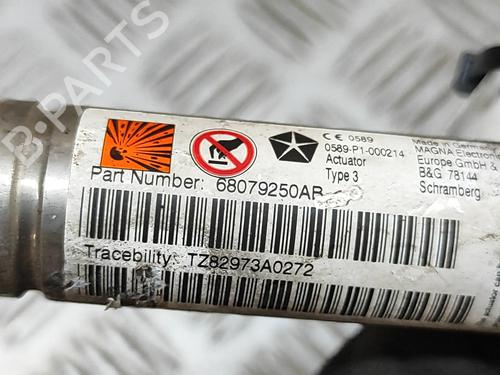 CE 0589
0589-P1-000214
Actuator
Type 3
Made in Germany
MAGNA Electronics
Europe GmbH &
B&G 78144
Schramberg
Part Number: 68079250AB
Tracebility: TZ82973A0272
B-PARTS